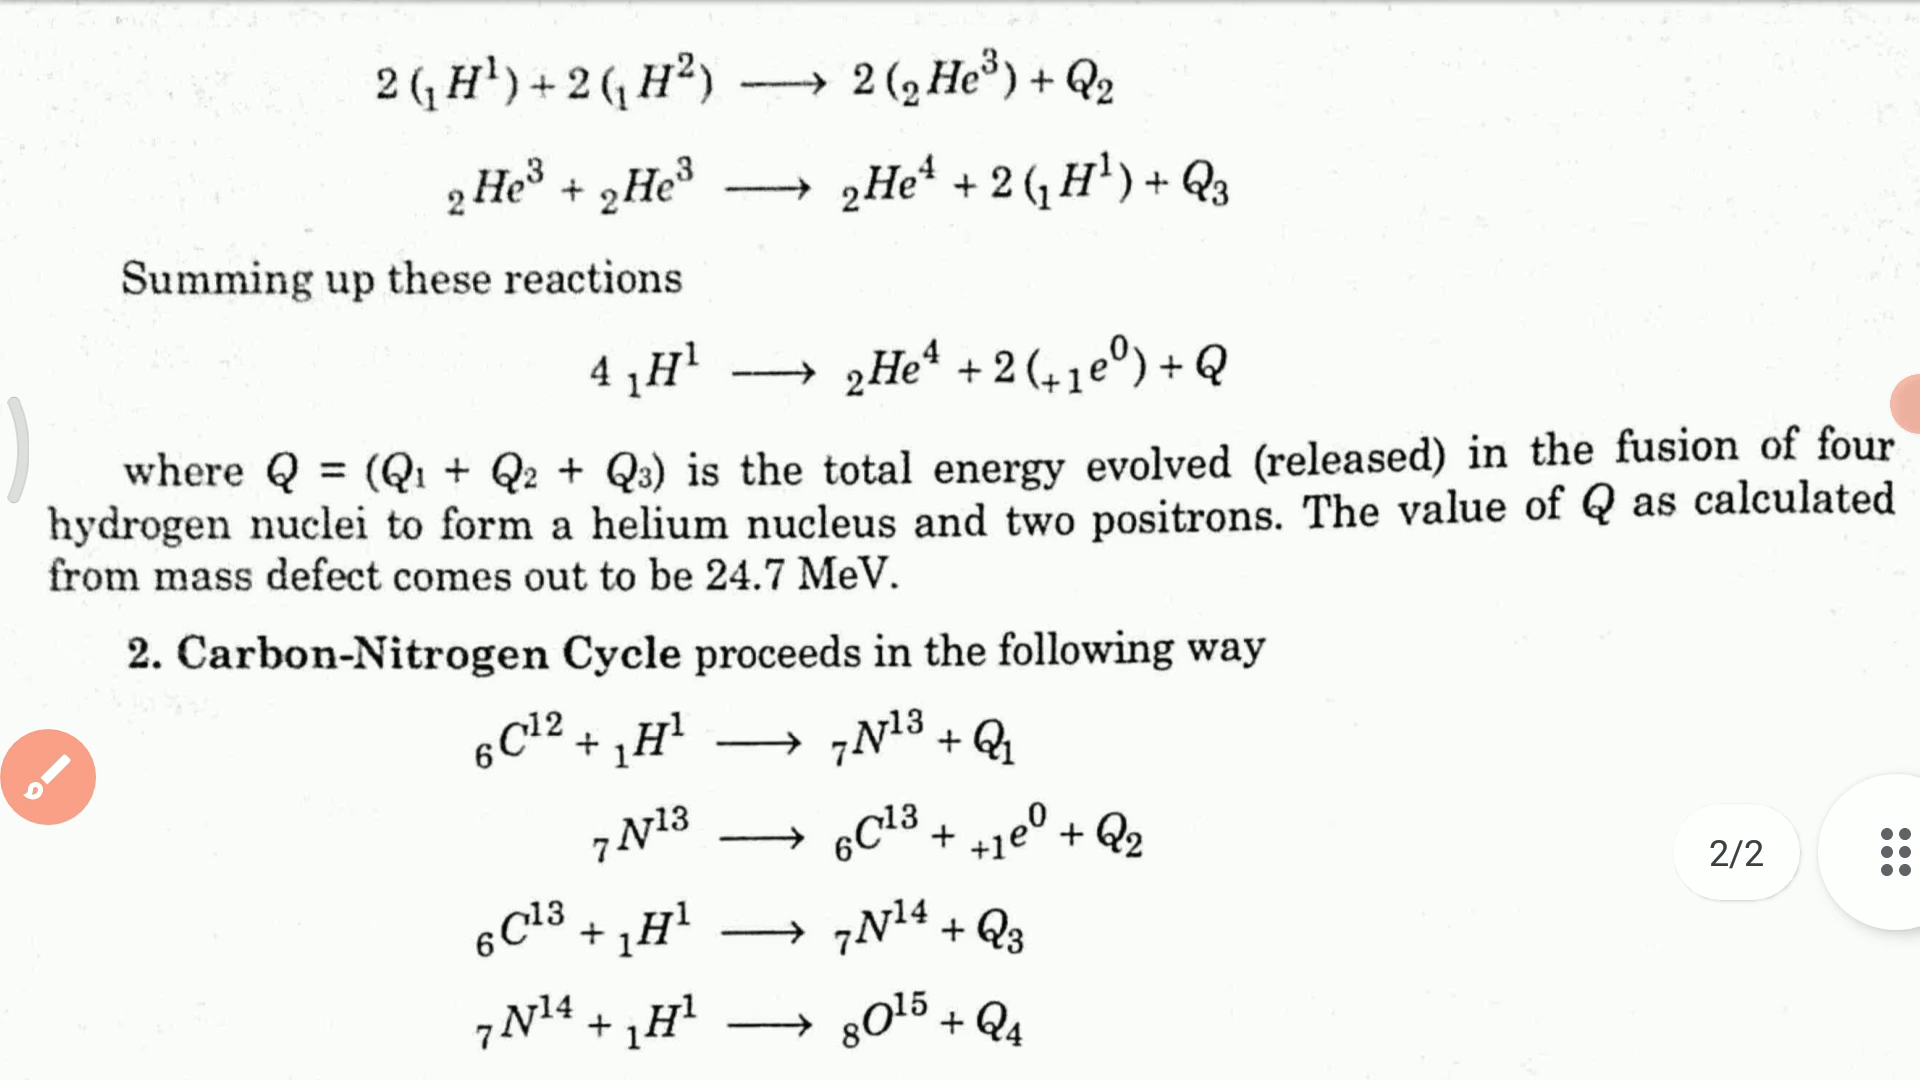 2 (₁H¹) + 2 (₁H²) ⟶ 2 (₂He³) + Q₂
₂He³ + ₂He³ ⟶ ₂He⁴ + 2 (₁H¹) + Q₃
Summing up these reactions
4 ₁H¹ ⟶ ₂He⁴ + 2 (₊₁e⁰) + Q
where Q = (Q₁ + Q₂ + Q₃) is the total energy evolved (released) in the fusion of four
hydrogen nuclei to form a helium nucleus and two positrons. The value of Q as calculated
from mass defect comes out to be 24.7 MeV.
2. Carbon-Nitrogen Cycle proceeds in the following way
₆C¹² + ₁H¹ ⟶ ₇N¹³ + Q₁
₇N¹³ ⟶ ₆C¹³ + ₊₁e⁰ + Q₂
2/2
₆C¹³ + ₁H¹ ⟶ ₇N¹⁴ + Q₃
₇N¹⁴ + ₁H¹ ⟶ ₈O¹⁵ + Q₄